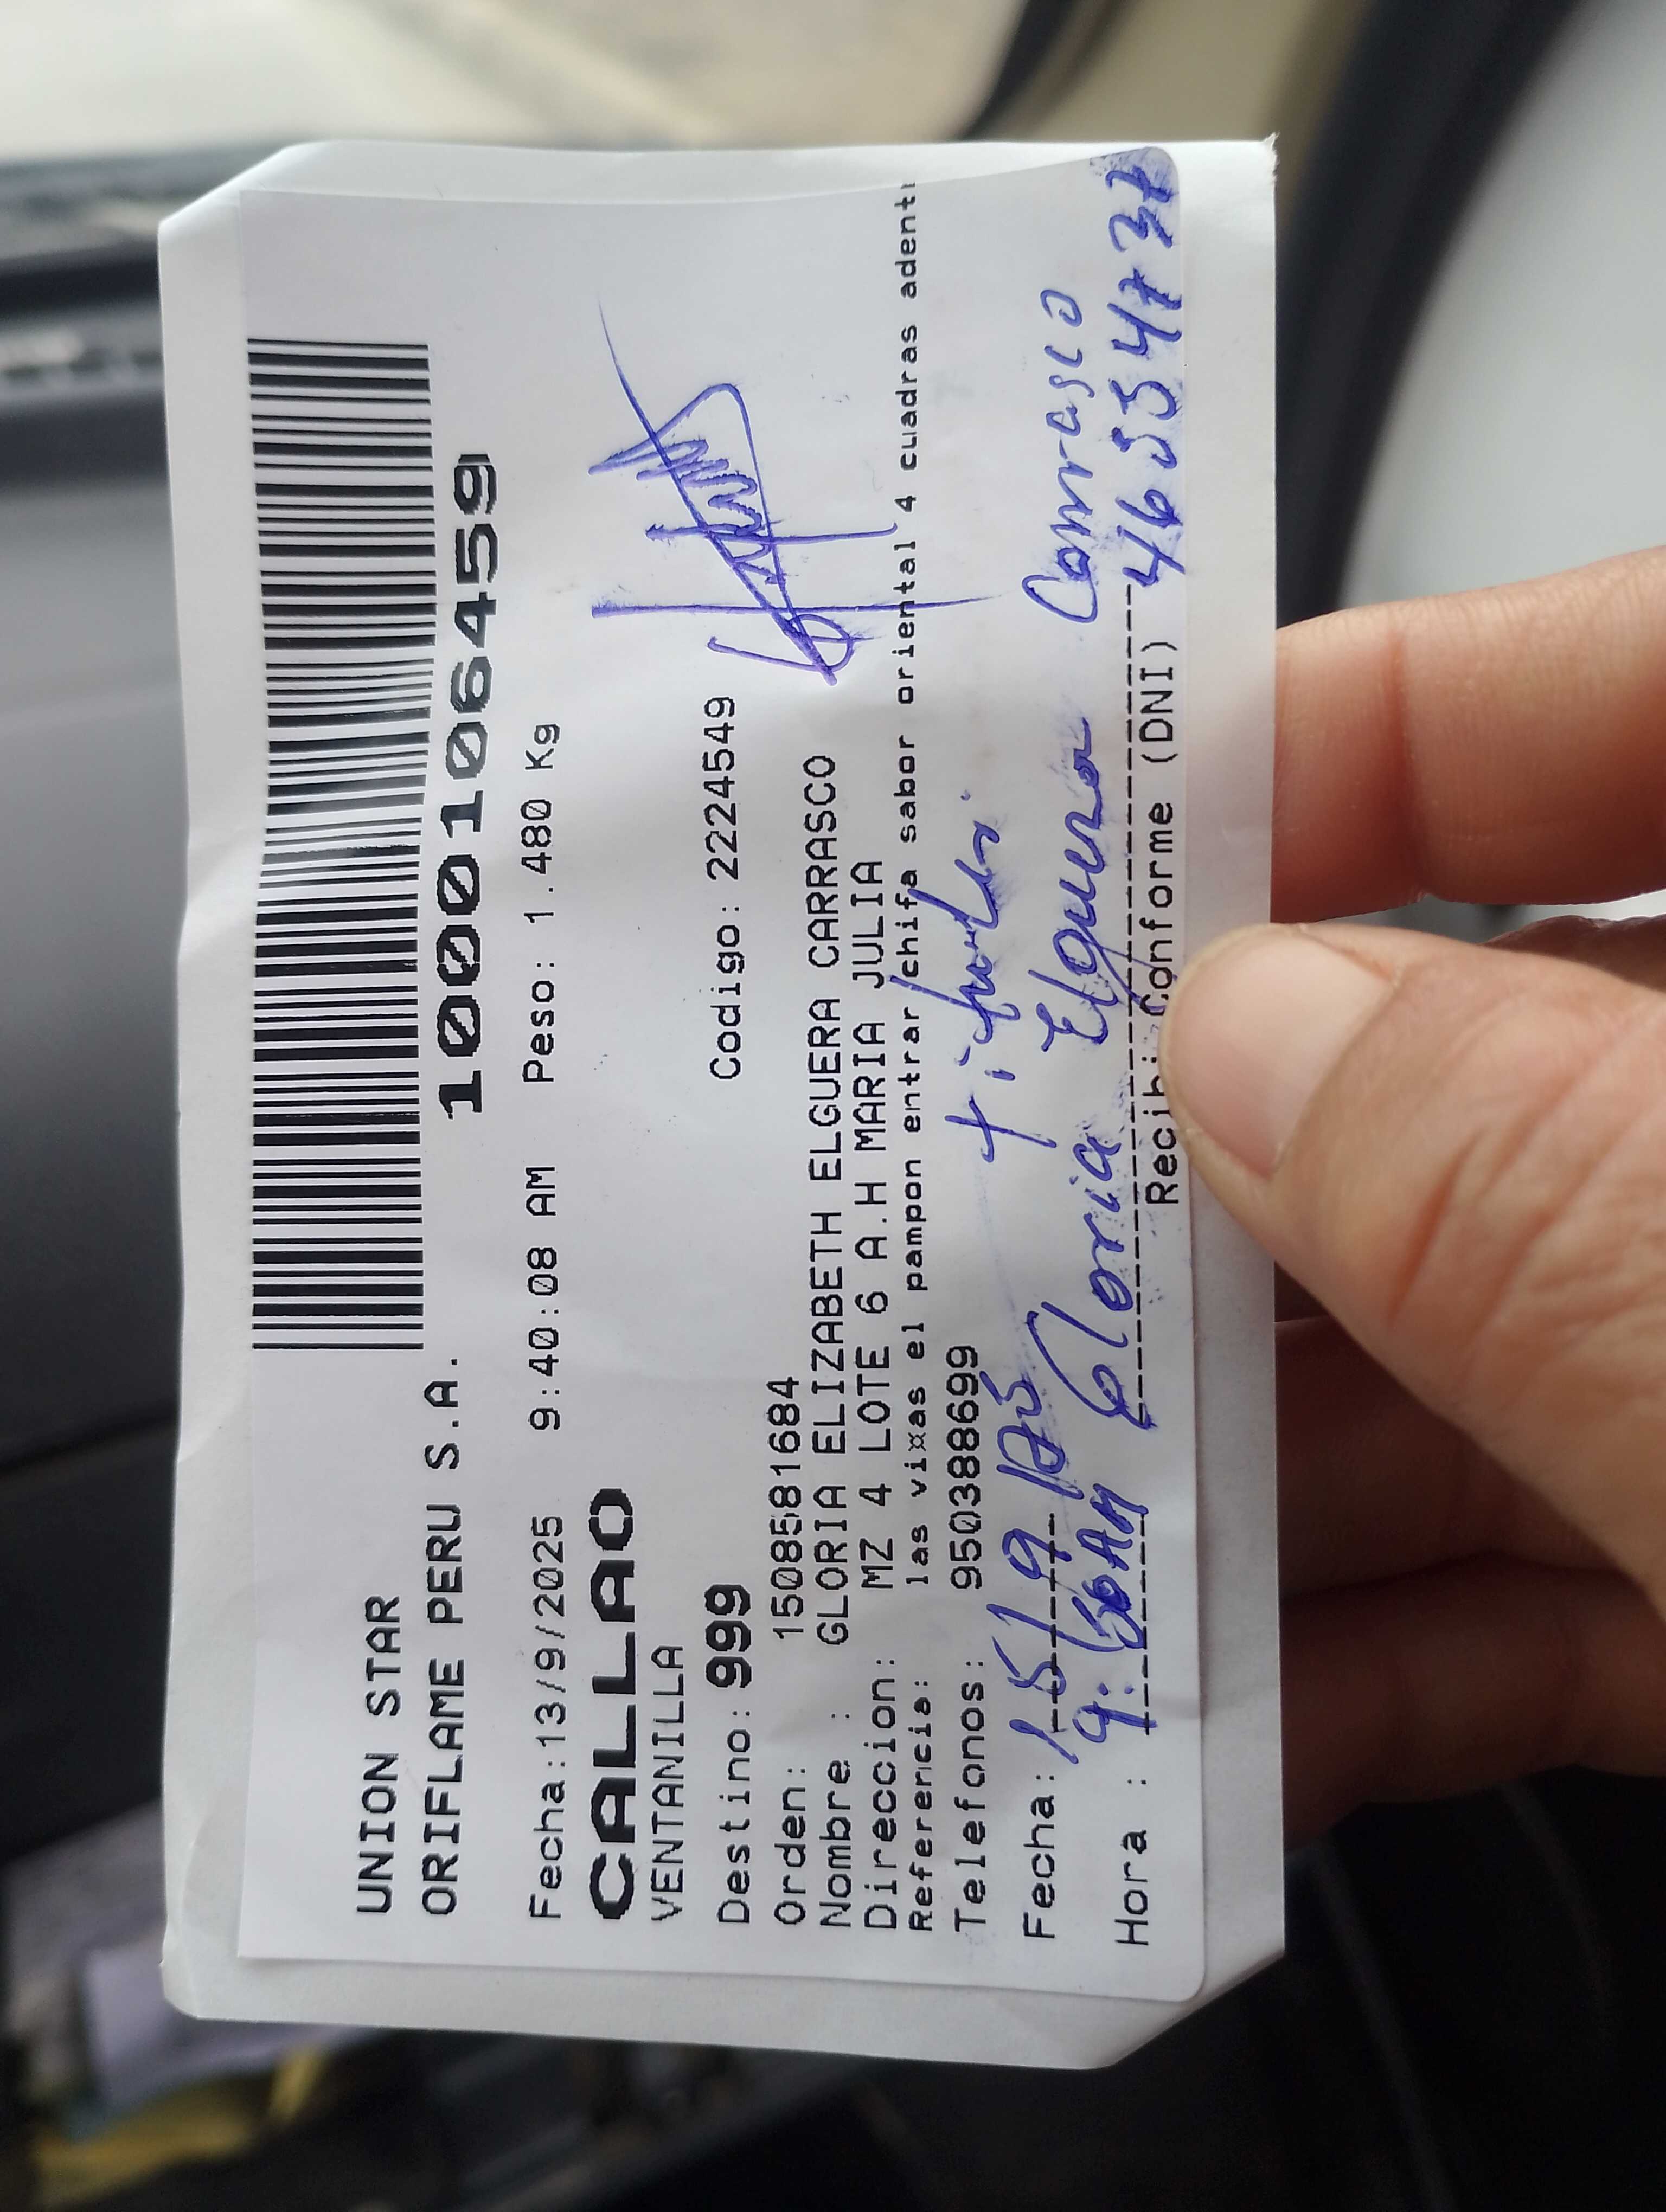 UNION STAR
ORIFLAME PERU S.A. 1000106459
Fecha:13/9/2025 9:40:08 AM Peso: 1.480 Kg
CALLAO
VENTANILLA
Destino: 999 Codigo: 2224549
Orden: 1508581684
Nombre : GLORIA ELIZABETH ELGUERA CARRASCO
Direccion: MZ 4 LOTE 6 A.H MARIA JULIA
Referencia: las vi¤as el pampon entrar chifa sabor oriental 4 cuadras adent
Telefonos: 950388699 titular
Fecha: 15/9/25 Gloria Elguera Carrasco
Hora : 9:50AM
Recibi Conforme (DNI)